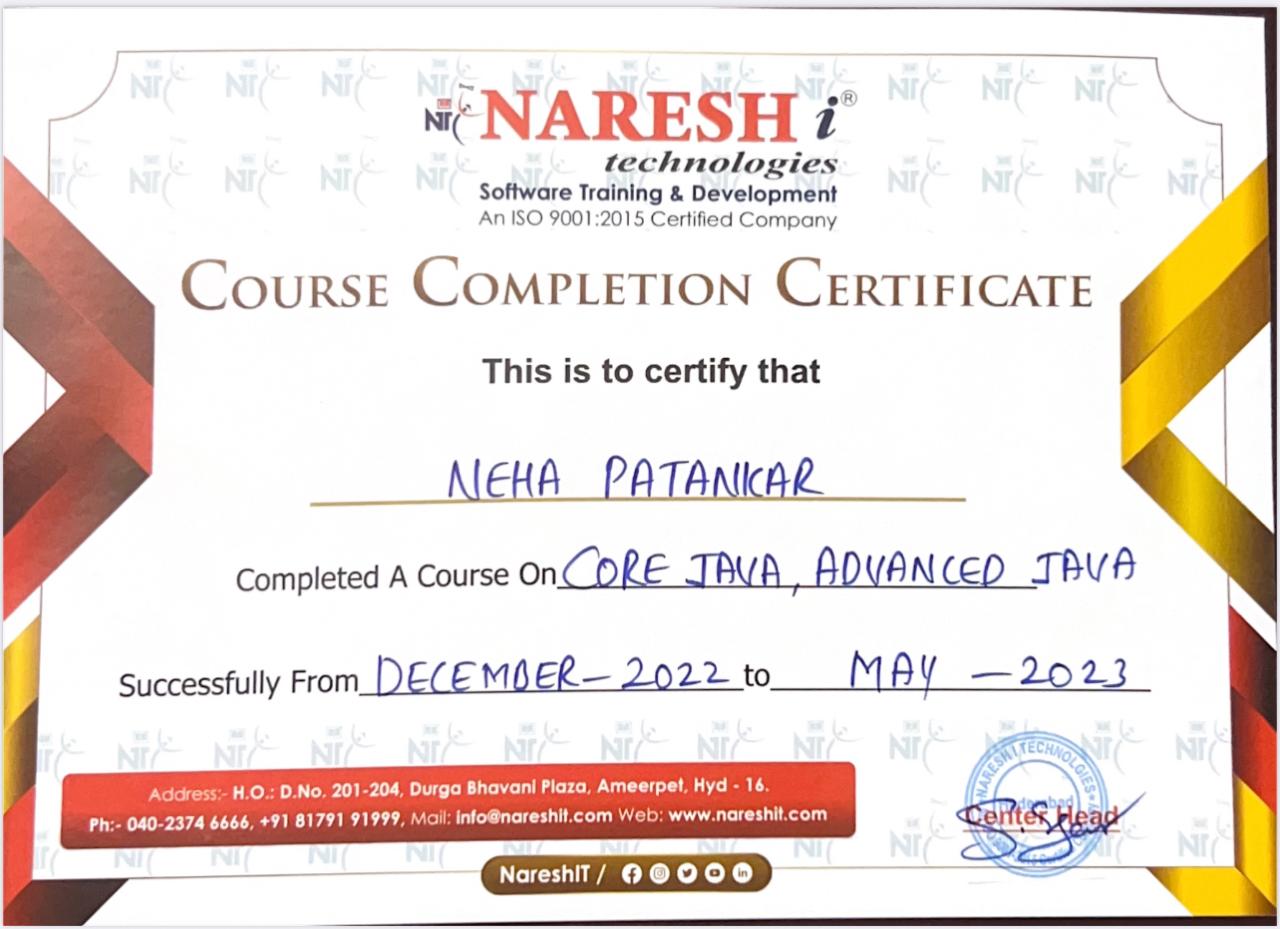 NARESH i®
technologies
Software Training & Development
An ISO 9001:2015 Certified Company
COURSE COMPLETION CERTIFICATE
This is to certify that
NEHA PATANKAR
Completed A Course On CORE JAVA, ADVANCED JAVA
Successfully From DECEMBER - 2022 to MAY - 2023
Address:- H.O.: D.No. 201-204, Durga Bhavani Plaza, Ameerpet, Hyd - 16.
Ph:- 040-2374 6666, +91 81791 91999, Mail: info@nareshit.com Web: www.nareshit.com
NARESH I TECHNOLOGIES
Hyderabad
Center Head
NareshIT /